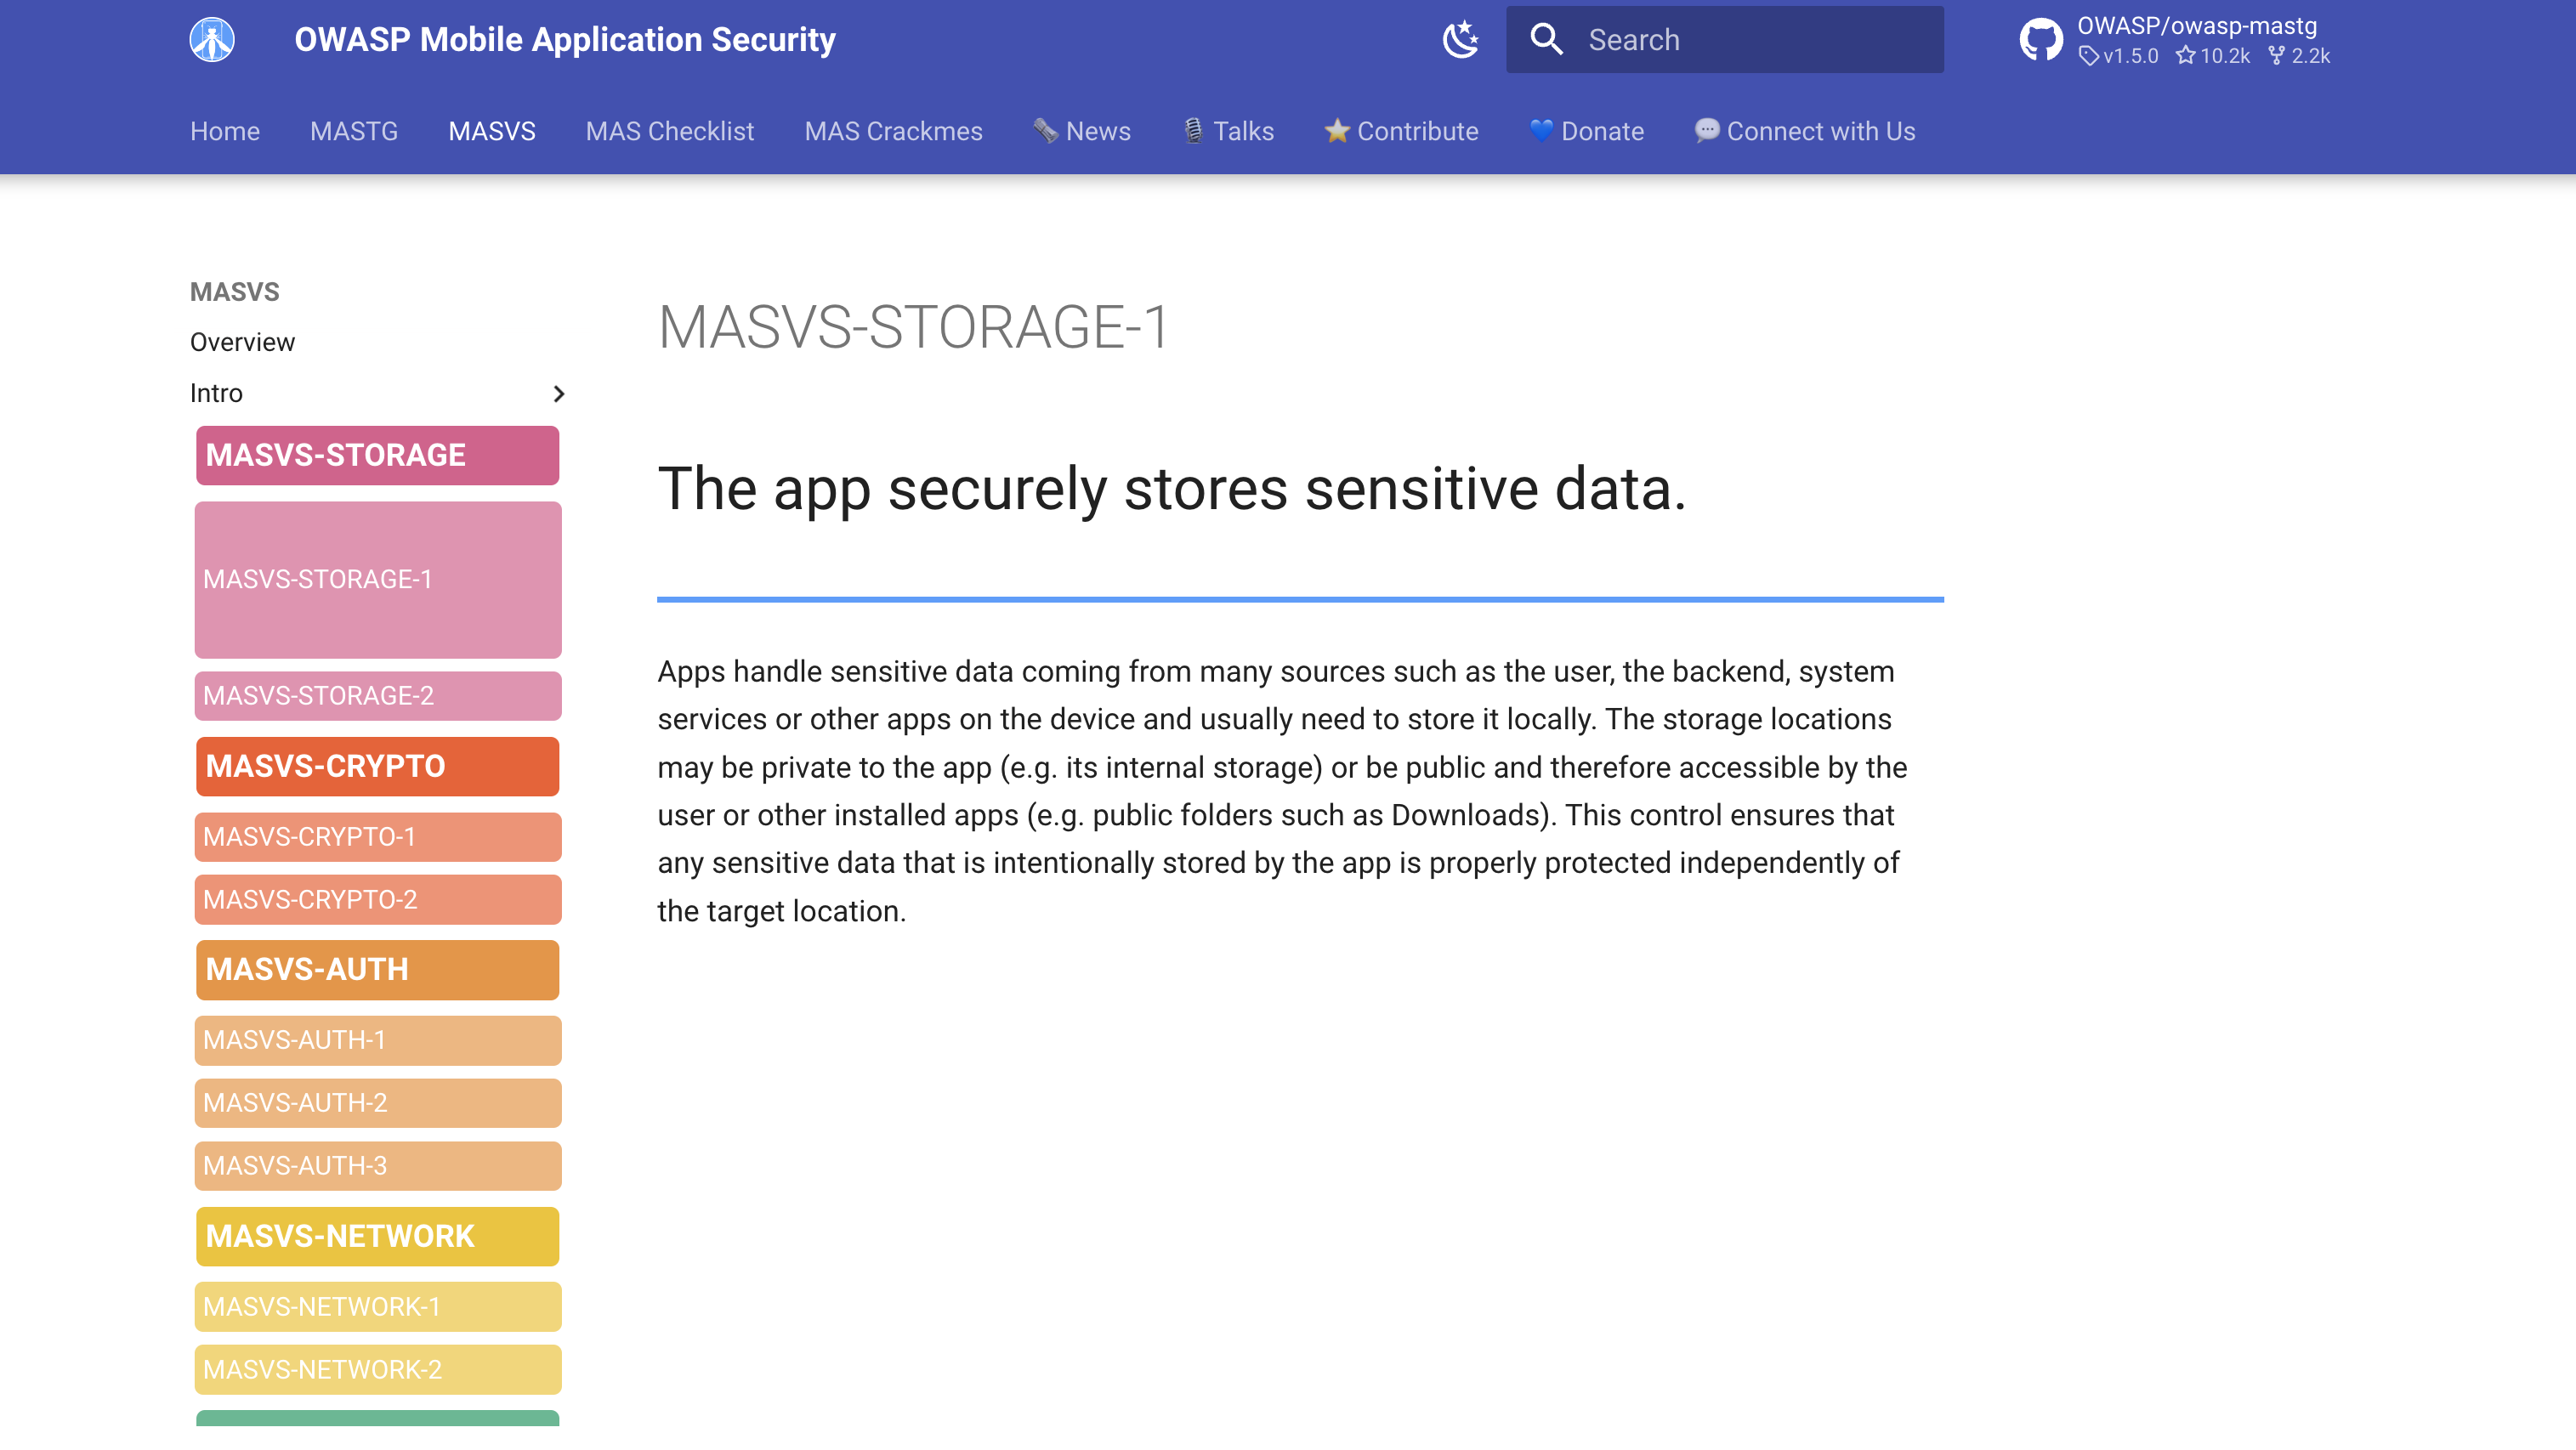 OWASP Mobile Application Security
Search
OWASP/owasp-mastg
v1.5.0 10.2k 2.2k
Home MASTG MASVS MAS Checklist MAS Crackmes News Talks Contribute Donate Connect with Us
MASVS
Overview
Intro
MASVS-STORAGE
MASVS-STORAGE-1
MASVS-STORAGE-2
MASVS-CRYPTO
MASVS-CRYPTO-1
MASVS-CRYPTO-2
MASVS-AUTH
MASVS-AUTH-1
MASVS-AUTH-2
MASVS-AUTH-3
MASVS-NETWORK
MASVS-NETWORK-1
MASVS-NETWORK-2
MASVS-STORAGE-1
The app securely stores sensitive data.
Apps handle sensitive data coming from many sources such as the user, the backend, system
services or other apps on the device and usually need to store it locally. The storage locations
may be private to the app (e.g. its internal storage) or be public and therefore accessible by the
user or other installed apps (e.g. public folders such as Downloads). This control ensures that
any sensitive data that is intentionally stored by the app is properly protected independently of
the target location.